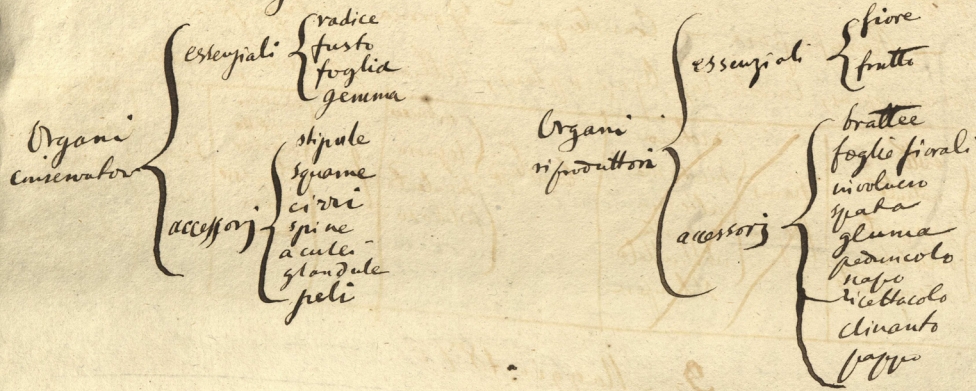 Organi
conservatori
essenziali
radice
fusto
foglia
gemma
accessorj
stipule
squame
cirri
spine
aculei
glandule
peli
Organi
riproduttori
essenziali
fiore
frutto
accessorj
brattee
foglie fiorali
involucro
spata
gluma
peduncolo
scapo
ricettacolo
clinanto
pappo